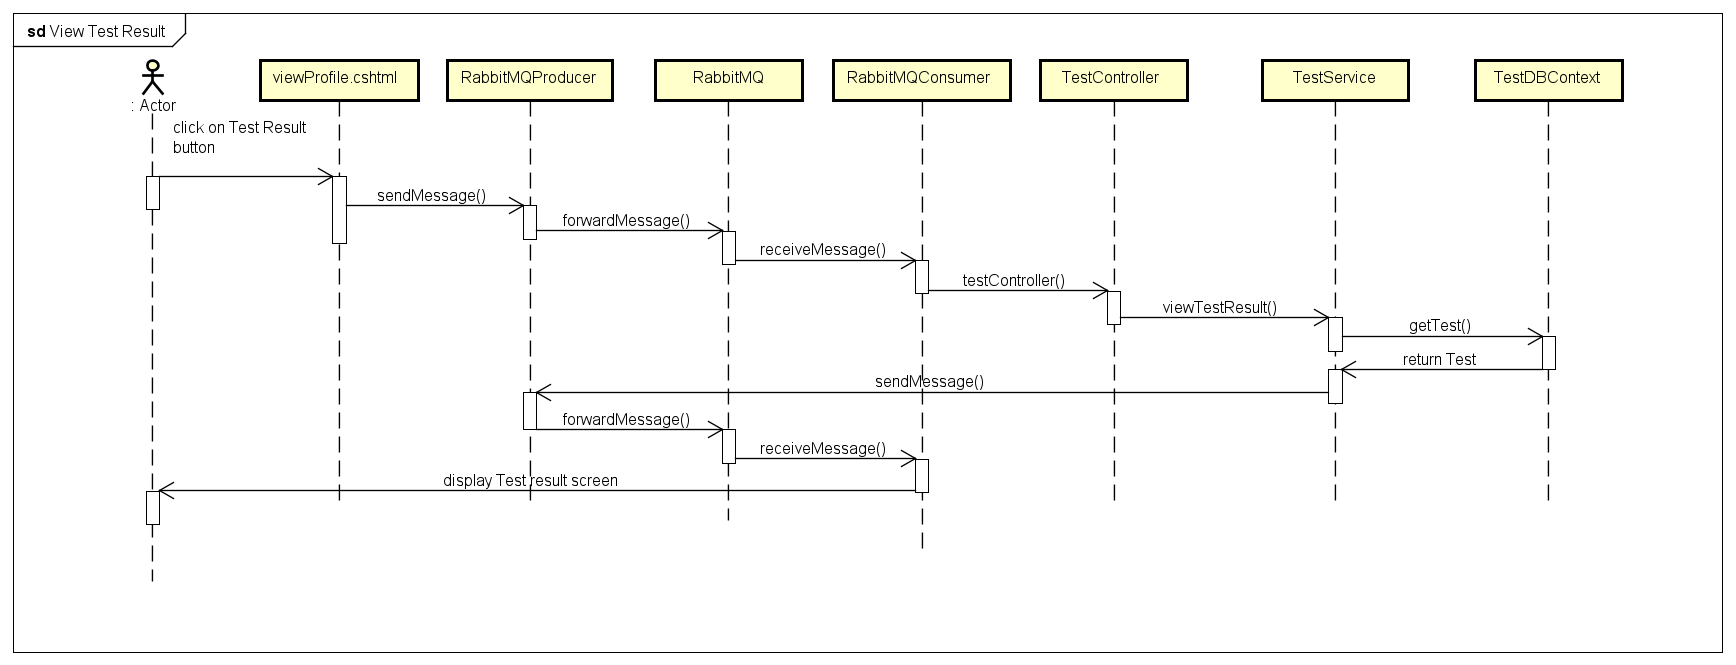 sd View Test Result
: Actor
viewProfile.cshtml
RabbitMQProducer
RabbitMQ
RabbitMQConsumer
TestController
TestService
TestDBContext
click on Test Result
button
sendMessage()
forwardMessage()
receiveMessage()
testController()
viewTestResult()
getTest()
return Test
sendMessage()
forwardMessage()
receiveMessage()
display Test result screen